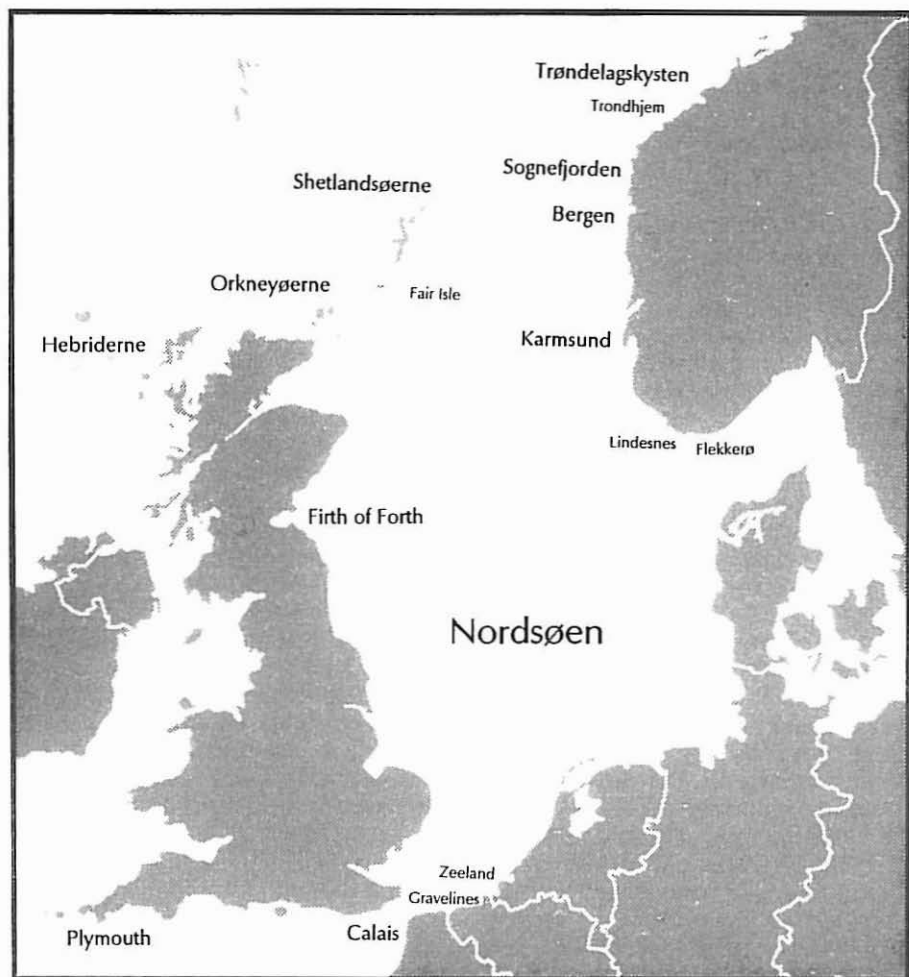 Trøndelagskysten
Trondhjem
Sognefjorden
Shetlandsøerne
Bergen
Orkneyøerne
Fair Isle
Karmsund
Hebriderne
Lindesnes
Flekkerø
Firth of Forth
Nordsøen
Zeeland
Gravelines
Calais
Plymouth